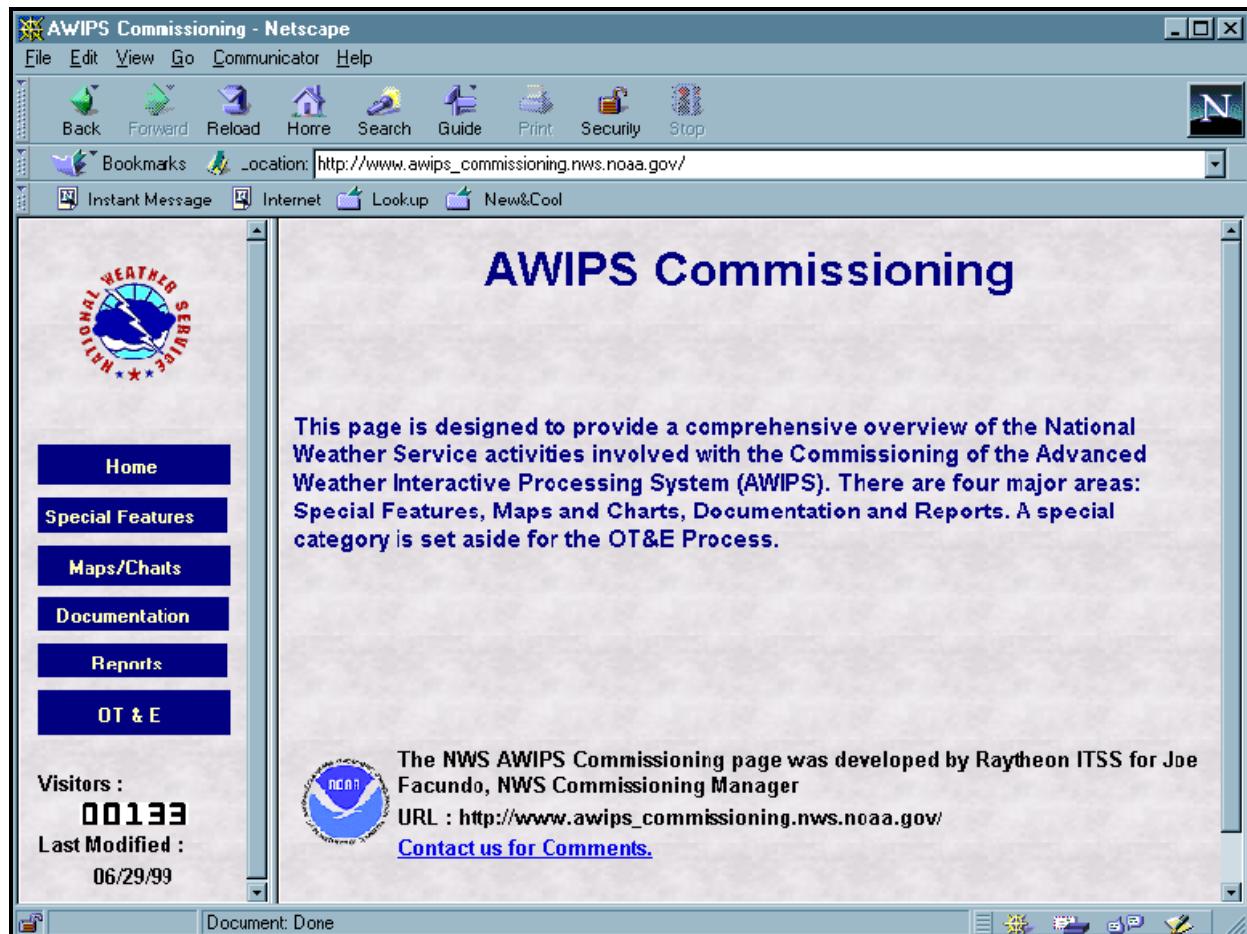 AWIPS Commissioning - Netscape
File Edit View Go Communicator Help
Back Forward Reload Home Search Guide Print Security Stop
N
Bookmarks Location: http://www.awips_commissioning.nws.noaa.gov/
Instant Message Internet Lookup New&Cool
NATIONAL WEATHER SERVICE
Home
Special Features
Maps/Charts
Documentation
Reports
OT & E
Visitors :
00133
Last Modified :
06/29/99
AWIPS Commissioning
This page is designed to provide a comprehensive overview of the National
Weather Service activities involved with the Commissioning of the Advanced
Weather Interactive Processing System (AWIPS). There are four major areas:
Special Features, Maps and Charts, Documentation and Reports. A special
category is set aside for the OT&E Process.
noaa
The NWS AWIPS Commissioning page was developed by Raytheon ITSS for Joe
Facundo, NWS Commissioning Manager
URL : http://www.awips_commissioning.nws.noaa.gov/
Contact us for Comments.
Document: Done